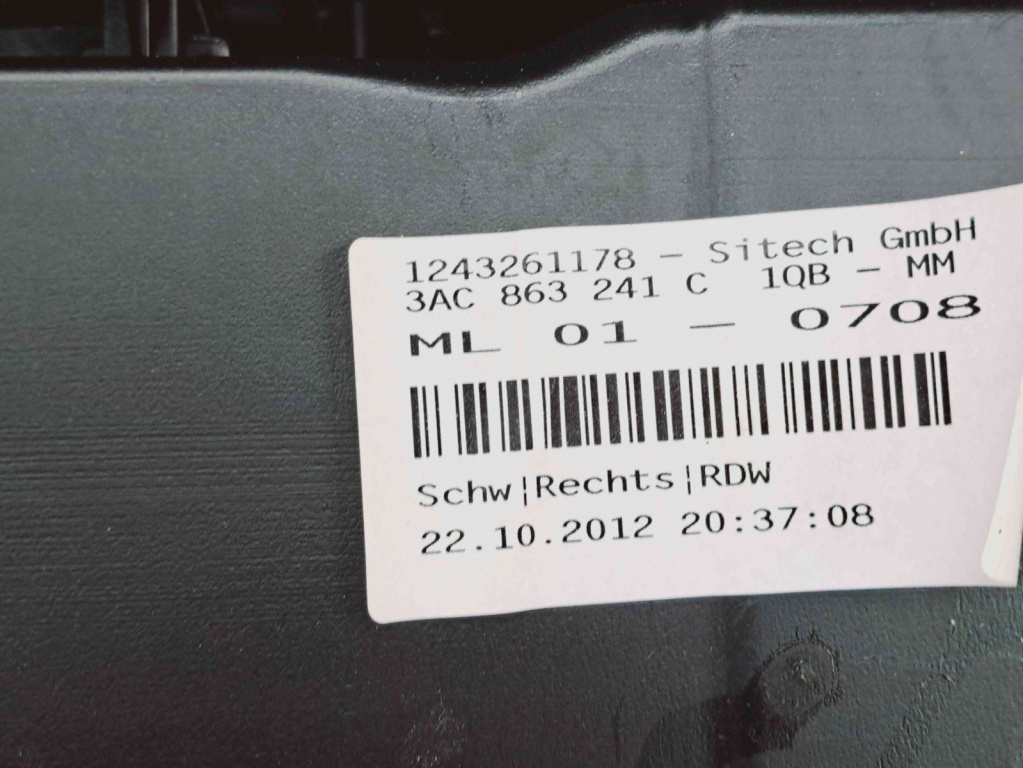 1243261178 - Sitech GmbH
3AC 863 241 C 1QB - MM
ML 01 - 0708
Schw|Rechts|RDW
22.10.2012 20:37:08